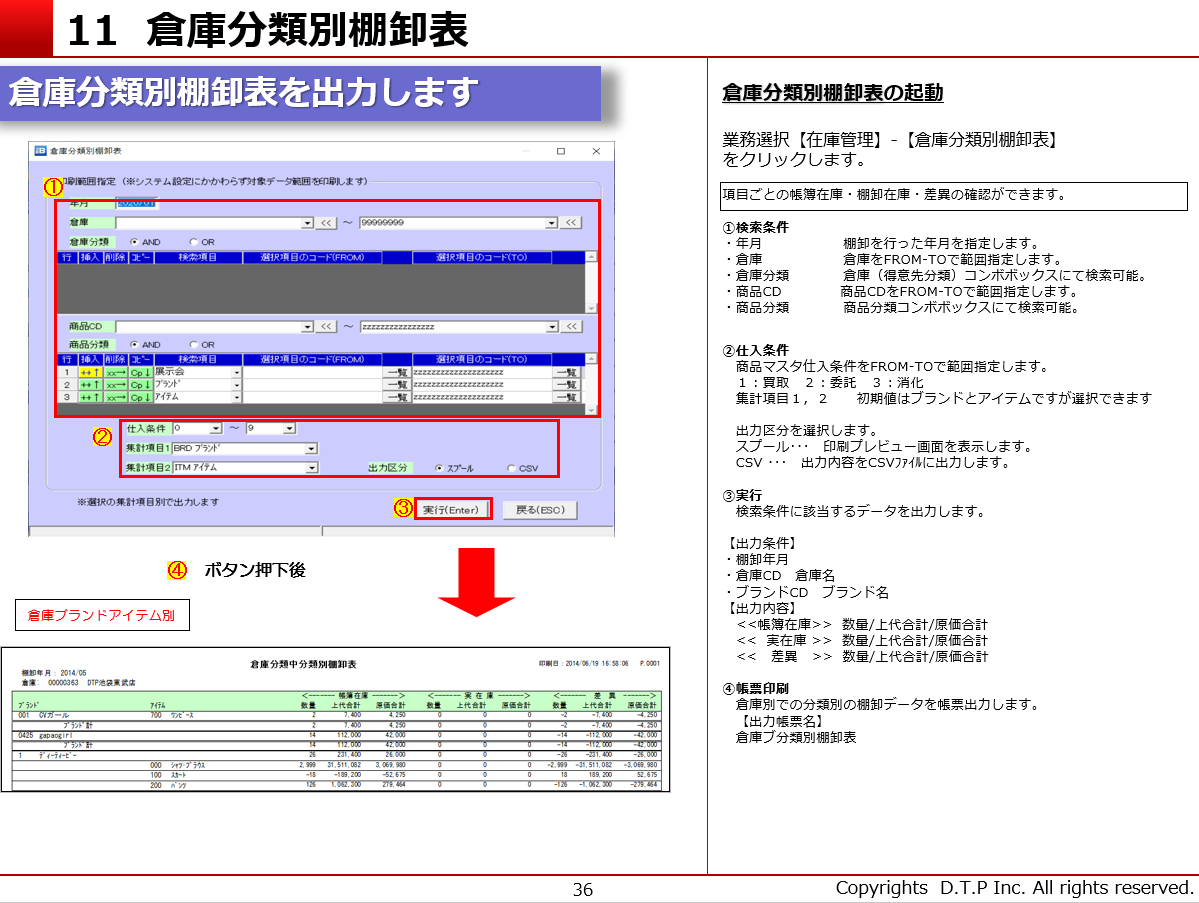 11 倉庫分類別棚卸表
倉庫分類別棚卸表を出力します
倉庫分類別棚卸表
印刷範囲指定（※システム設定にかかわらず対象データ範囲を印刷します）
①
年月 2020/01
倉庫 << ～ 99999999 <<
倉庫分類 AND OR
行 挿入 削除 ｺﾋﾟｰ 検索項目 選択項目のコード(FROM) 選択項目のコード(TO)
商品CD << ～ zzzzzzzzzzzzzzzz <<
商品分類 AND OR
行 挿入 削除 ｺﾋﾟｰ 検索項目 選択項目のコード(FROM) 選択項目のコード(TO)
1 ++↑ xx→ Cp↓ 展示会 一覧 zzzzzzzzzzzzzzzzzzzz 一覧
2 ++↑ xx→ Cp↓ ﾌﾞﾗﾝﾄﾞ 一覧 zzzzzzzzzzzzzzzzzzzz 一覧
3 ++↑ xx→ Cp↓ ｱｲﾃﾑ 一覧 zzzzzzzzzzzzzzzzzzzz 一覧
② 仕入条件 0 ～ 9
集計項目1 BRD ﾌﾞﾗﾝﾄﾞ
集計項目2 ITM ｱｲﾃﾑ 出力区分 ｽﾌﾟｰﾙ CSV
※選択の集計項目別で出力します
③ 実行(Enter) 戻る(ESC)
④ ボタン押下後
倉庫ブランドアイテム別
倉庫分類中分類別棚卸表
印刷日：2014/06/19 16:58:06 P.0001
棚卸年月： 2014/05
倉庫： 00000363 DTP池袋東武店
<------- 帳簿在庫 -------> <------- 実 在 庫 -------> <------- 差 異 ------->
ﾌﾞﾗﾝﾄﾞ ｱｲﾃﾑ 数量 上代合計 原価合計 数量 上代合計 原価合計 数量 上代合計 原価合計
001 CVガール 700 ﾜﾝﾋﾟｰｽ 2 7,400 4,250 0 0 0 -2 -7,400 -4,250
ﾌﾞﾗﾝﾄﾞ計 2 7,400 4,250 0 0 0 -2 -7,400 -4,250
0425 gapaogirl 14 112,000 42,000 0 0 0 -14 -112,000 -42,000
ﾌﾞﾗﾝﾄﾞ計 14 112,000 42,000 0 0 0 -14 -112,000 -42,000
1 ﾃﾞｨｰﾃｨｰﾋﾟｰ 26 231,400 26,000 0 0 0 -26 -231,400 -26,000
000 ｼｬﾂ･ﾌﾞﾗｳｽ 2,999 31,511,082 3,069,980 0 0 0 -2,999 -31,511,082 -3,069,980
100 ｽｶｰﾄ -18 -189,200 -52,675 0 0 0 18 189,200 52,675
200 ﾊﾟﾝﾂ 126 1,062,300 279,464 0 0 0 -126 -1,062,300 -279,464
倉庫分類別棚卸表の起動
業務選択【在庫管理】-【倉庫分類別棚卸表】
をクリックします。
項目ごとの帳簿在庫・棚卸在庫・差異の確認ができます。
①検索条件
・年月 棚卸を行った年月を指定します。
・倉庫 倉庫をFROM-TOで範囲指定します。
・倉庫分類 倉庫（得意先分類）コンボボックスにて検索可能。
・商品CD 商品CDをFROM-TOで範囲指定します。
・商品分類 商品分類コンボボックスにて検索可能。
②仕入条件
商品マスタ仕入条件をFROM-TOで範囲指定します。
１：買取 ２：委託 ３：消化
集計項目１，２ 初期値はブランドとアイテムですが選択できます
出力区分を選択します。
スプール･･･ 印刷プレビュー画面を表示します。
CSV ･･･ 出力内容をCSVﾌｧｲﾙに出力します。
③実行
検索条件に該当するデータを出力します。
【出力条件】
・棚卸年月
・倉庫CD 倉庫名
・ブランドCD ブランド名
【出力内容】
<<帳簿在庫>> 数量/上代合計/原価合計
<< 実在庫 >> 数量/上代合計/原価合計
<< 差異 >> 数量/上代合計/原価合計
④帳票印刷
倉庫別での分類別の棚卸データを帳票出力します。
【出力帳票名】
倉庫ブ分類別棚卸表
36
Copyrights D.T.P Inc. All rights reserved.